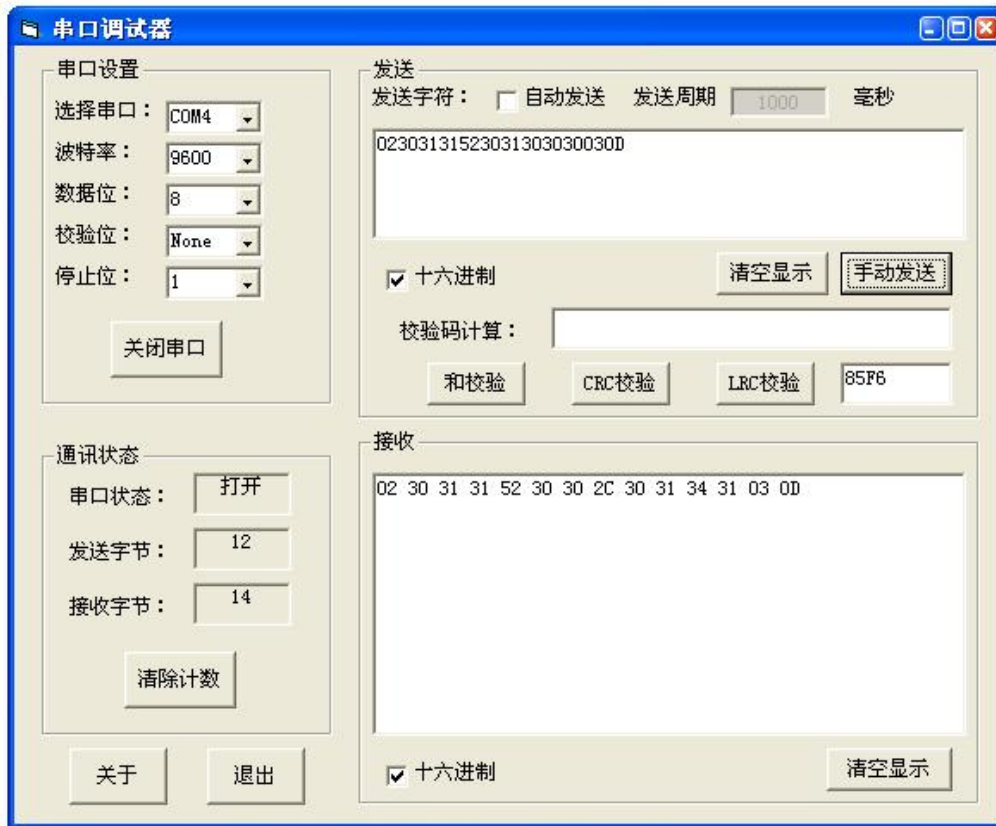 串口调试器
串口设置
选择串口： COM4
波特率： 9600
数据位： 8
校验位： None
停止位： 1
关闭串口
通讯状态
串口状态： 打开
发送字节： 12
接收字节： 14
清除计数
关于 退出
发送
发送字符： 自动发送 发送周期 1000 毫秒
02303131523031303030030D
十六进制 清空显示 手动发送
校验码计算：
和校验 CRC校验 LRC校验 85F6
接收
02 30 31 31 52 30 30 2C 30 31 34 31 03 0D
十六进制 清空显示